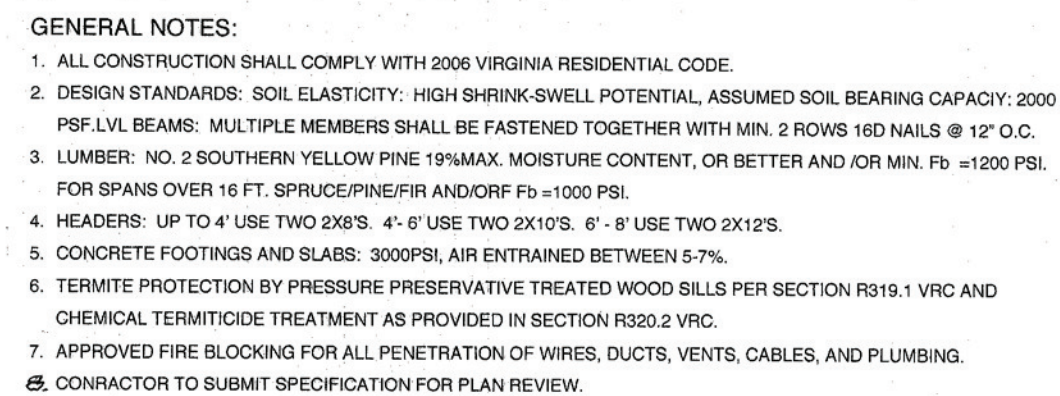 GENERAL NOTES:
1. ALL CONSTRUCTION SHALL COMPLY WITH 2006 VIRGINIA RESIDENTIAL CODE.
2. DESIGN STANDARDS: SOIL ELASTICITY: HIGH SHRINK-SWELL POTENTIAL, ASSUMED SOIL BEARING CAPACIY: 2000
PSF.LVL BEAMS: MULTIPLE MEMBERS SHALL BE FASTENED TOGETHER WITH MIN. 2 ROWS 16D NAILS @ 12" O.C.
3. LUMBER: NO. 2 SOUTHERN YELLOW PINE 19%MAX. MOISTURE CONTENT, OR BETTER AND /OR MIN. Fb =1200 PSI.
FOR SPANS OVER 16 FT. SPRUCE/PINE/FIR AND/ORF Fb =1000 PSI.
4. HEADERS: UP TO 4' USE TWO 2X8'S. 4'- 6' USE TWO 2X10'S. 6' - 8' USE TWO 2X12'S.
5. CONCRETE FOOTINGS AND SLABS: 3000PSI, AIR ENTRAINED BETWEEN 5-7%.
6. TERMITE PROTECTION BY PRESSURE PRESERVATIVE TREATED WOOD SILLS PER SECTION R319.1 VRC AND
CHEMICAL TERMITICIDE TREATMENT AS PROVIDED IN SECTION R320.2 VRC.
7. APPROVED FIRE BLOCKING FOR ALL PENETRATION OF WIRES, DUCTS, VENTS, CABLES, AND PLUMBING.
8. CONRACTOR TO SUBMIT SPECIFICATION FOR PLAN REVIEW.